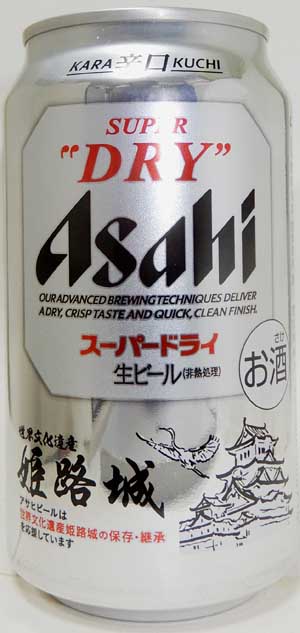 KARA 辛口 KUCHI
SUPER
"DRY"
Asahi
OUR ADVANCED BREWING TECHNIQUES DELIVER
A DRY, CRISP TASTE AND QUICK, CLEAN FINISH.
スーパードライ
生ビール(非熱処理)
さけ
お酒
世界文化遺産
姫路城
アサヒビールは
世界文化遺産姫路城の保存・継承
を応援しています